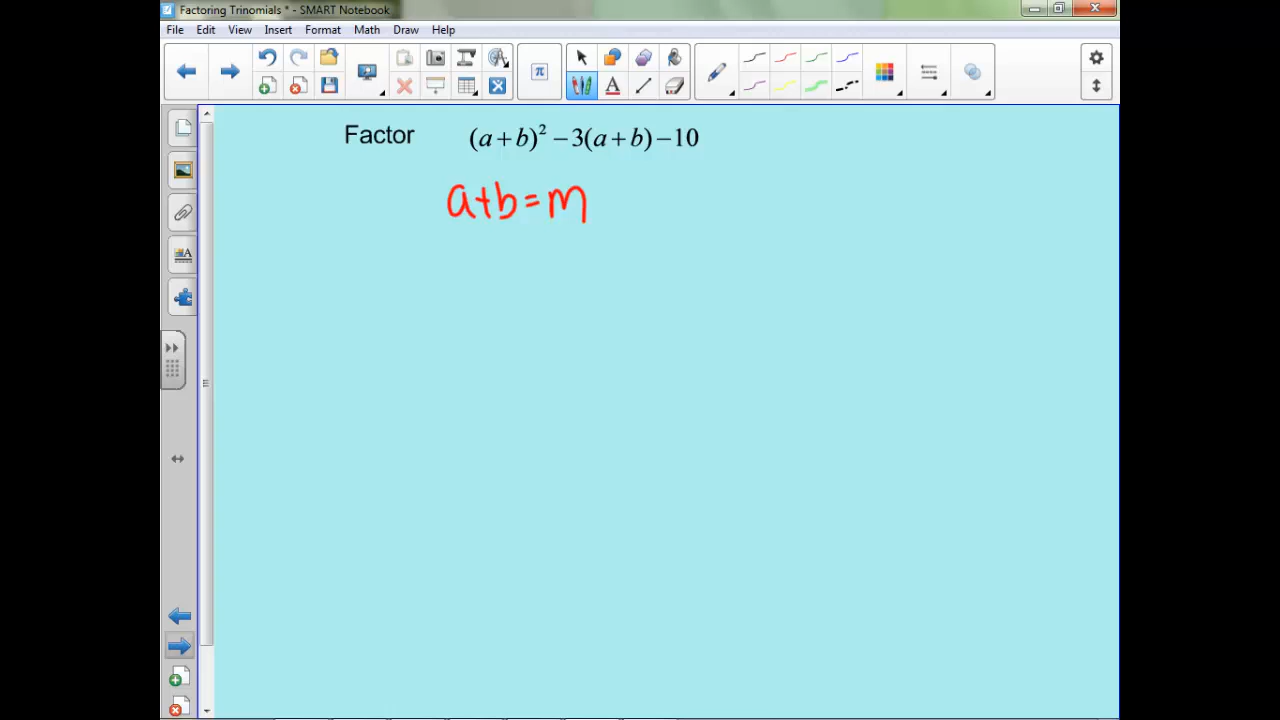 Factoring Trinomials * - SMART Notebook
File Edit View Insert Format Math Draw Help
π A
A
Factor (a + b)² − 3(a + b) − 10
a+b=m